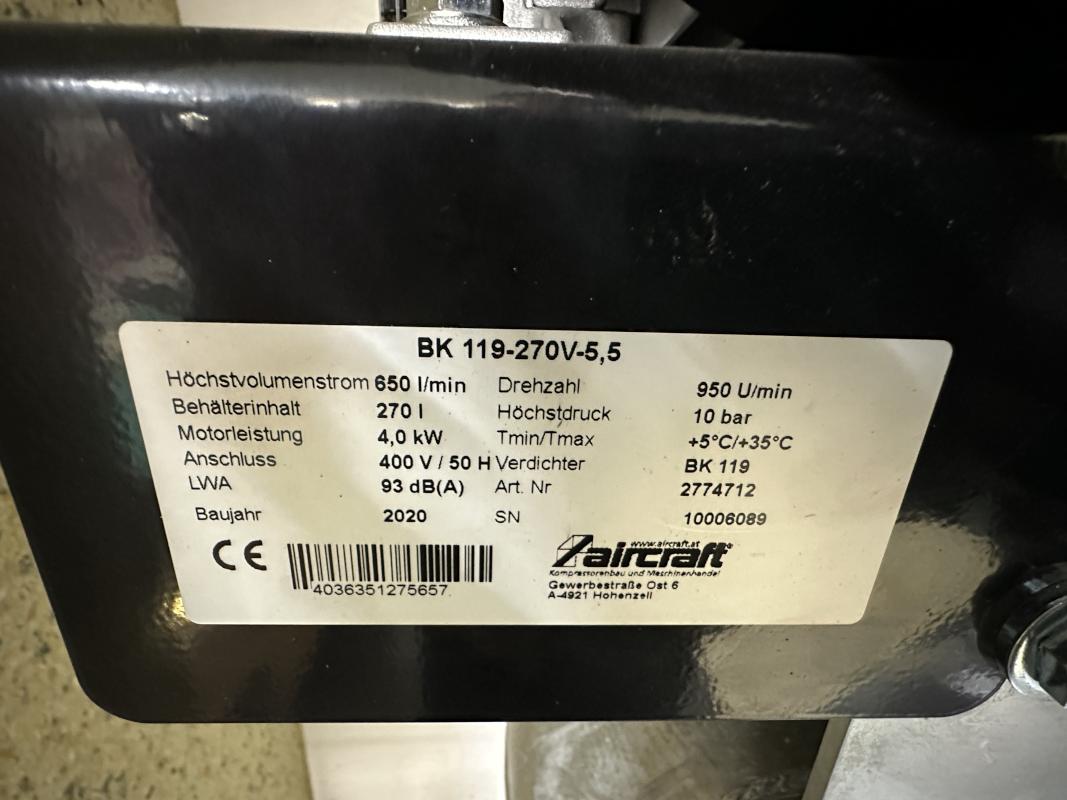 BK 119-270V-5,5
Höchstvolumenstrom 650 l/min Drehzahl 950 U/min
Behälterinhalt 270 l Höchstdruck 10 bar
Motorleistung 4,0 kW Tmin/Tmax +5°C/+35°C
Anschluss 400 V / 50 H Verdichter BK 119
LWA 93 dB(A) Art. Nr 2774712
Baujahr 2020 SN 10006089
CE
4036351275657
www.aircraft.at
aircraft
Kompressorenbau und Maschinenhandel
Gewerbestraße Ost 6
A-4921 Hohenzell